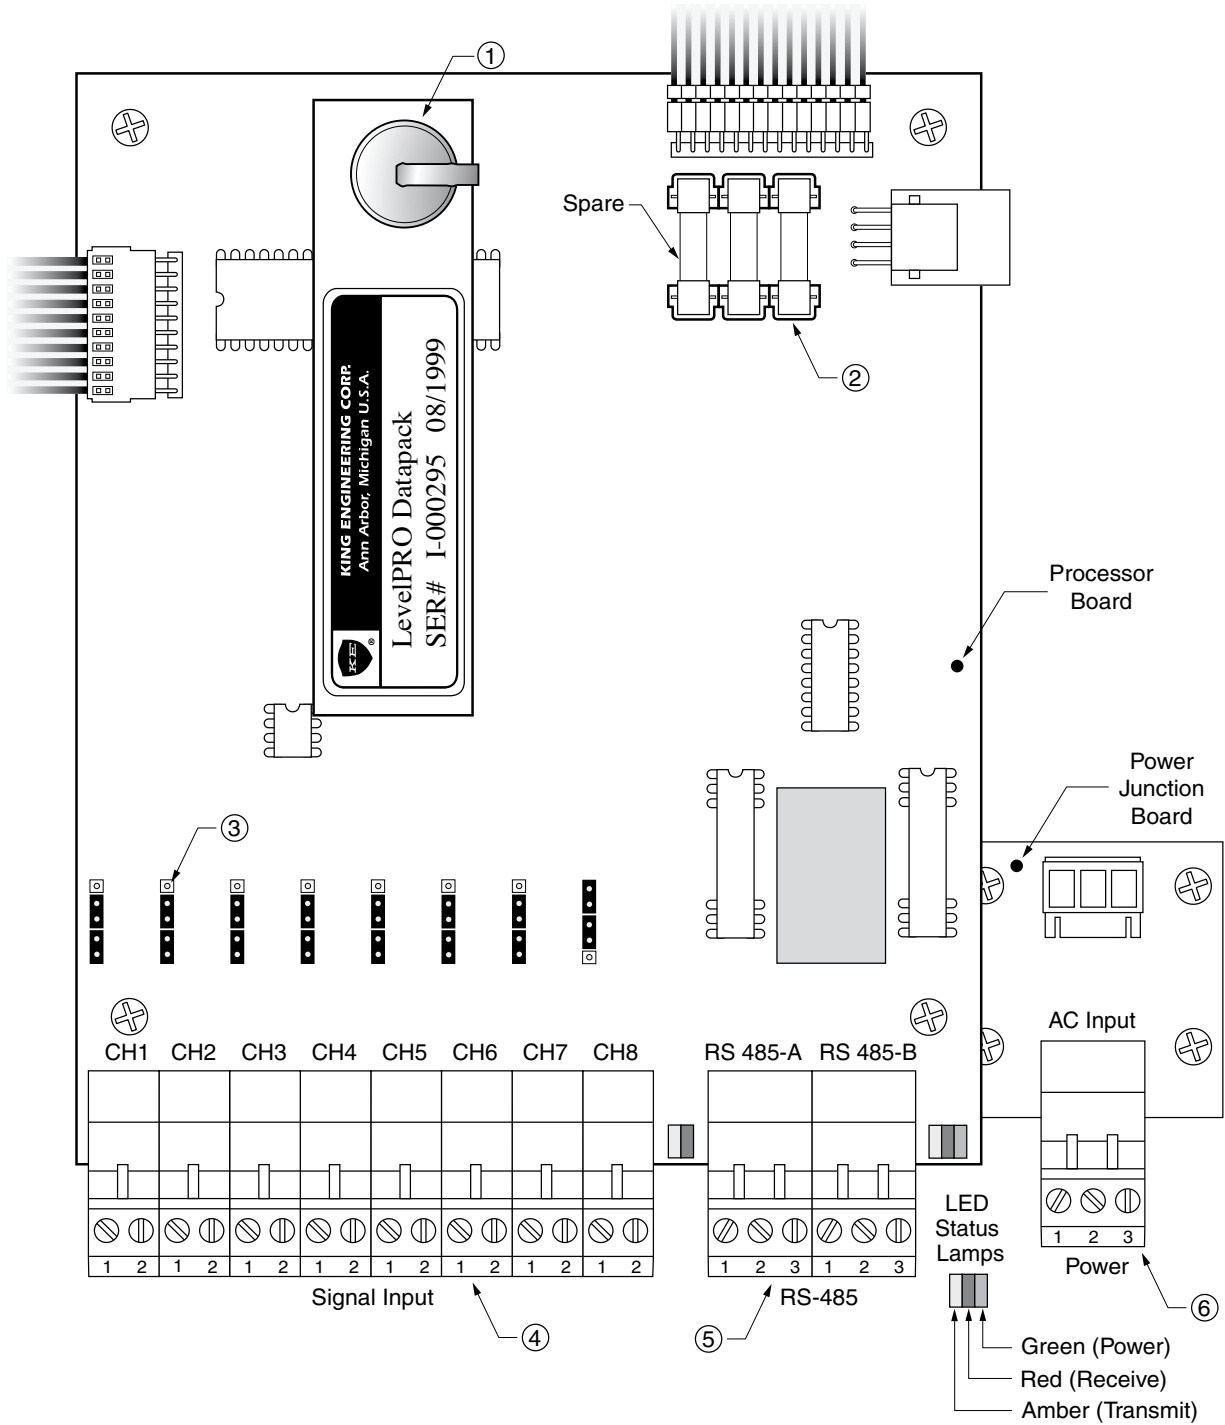 1
Spare
2
KING ENGINEERING CORP.
Ann Arbor, Michigan U.S.A.
LevelPRO Datapack
SER# I-000295 08/1999
KE
®
Processor
Board
Power
Junction
Board
3
AC Input
CH1 CH2 CH3 CH4 CH5 CH6 CH7 CH8
RS 485-A RS 485-B
1 2 1 2 1 2 1 2 1 2 1 2 1 2 1 2
1 2 3 1 2 3
1 2 3
Signal Input
RS-485
Power
LED
Status
Lamps
4
5
6
Green (Power)
Red (Receive)
Amber (Transmit)